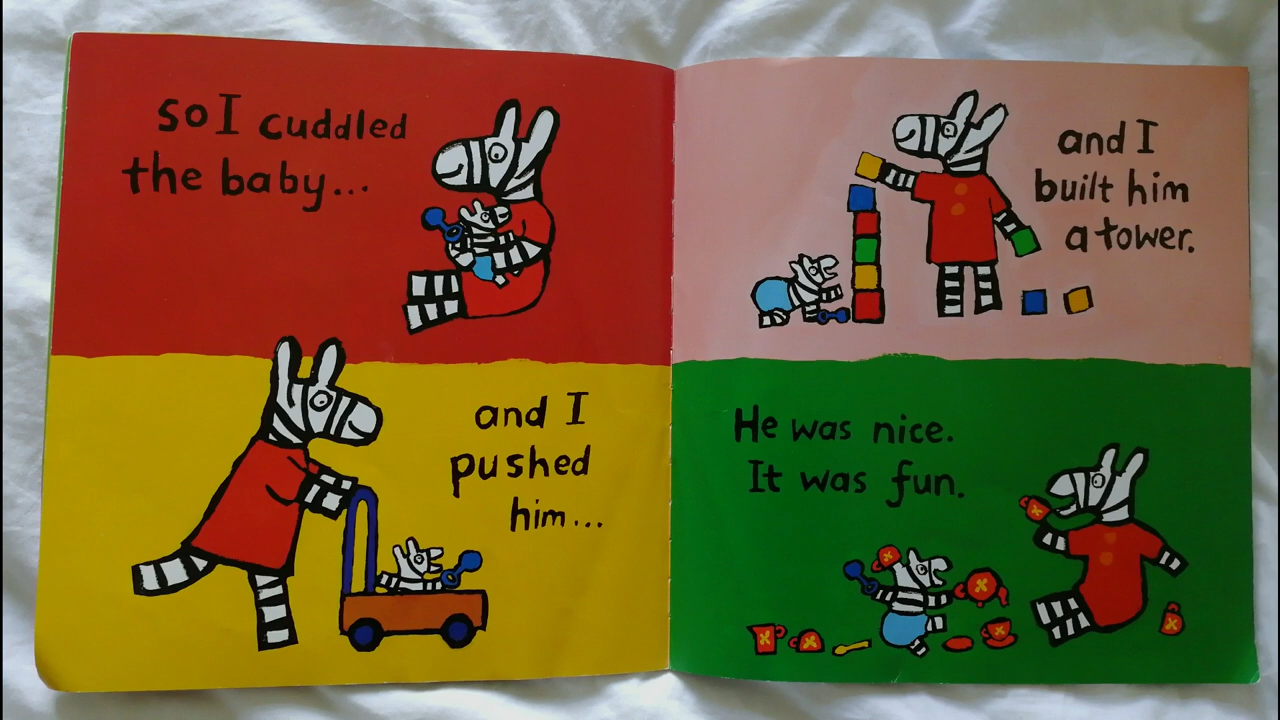 so I cuddled
the baby...
and I
pushed
him...
and I
built him
a tower.
He was nice.
It was fun.